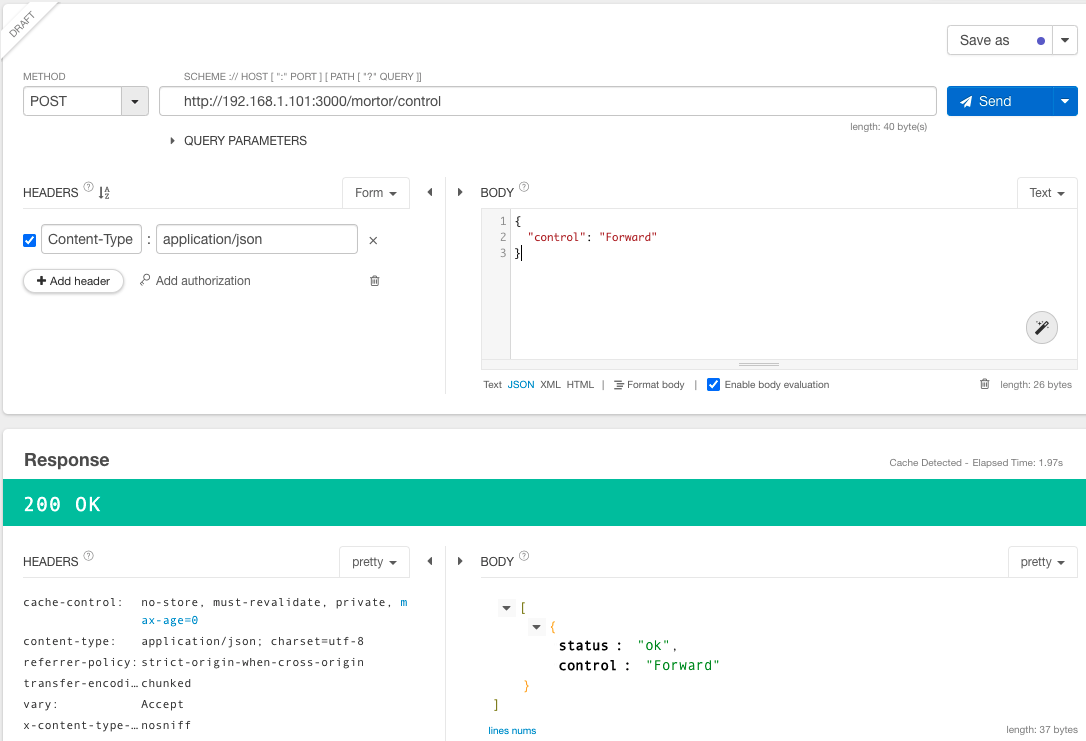 DRAFT
Save as
METHOD
SCHEME :// HOST [ ":" PORT ] [ PATH [ "?" QUERY ]]
POST
http://192.168.1.101:3000/mortor/control
Send
length: 40 byte(s)
QUERY PARAMETERS
HEADERS ?
Form
BODY ?
Text
Content-Type : application/json
Add header
Add authorization
1 {
2 "control": "Forward"
3 }
Text JSON XML HTML | Format body | Enable body evaluation
length: 26 bytes
Response
Cache Detected - Elapsed Time: 1.97s
200 OK
HEADERS ?
pretty
BODY ?
pretty
cache-control: no-store, must-revalidate, private, m
ax-age=0
content-type: application/json; charset=utf-8
referrer-policy: strict-origin-when-cross-origin
transfer-encodi… chunked
vary: Accept
x-content-type-… nosniff
[
{
status : "ok",
control : "Forward"
}
]
lines nums
length: 37 bytes